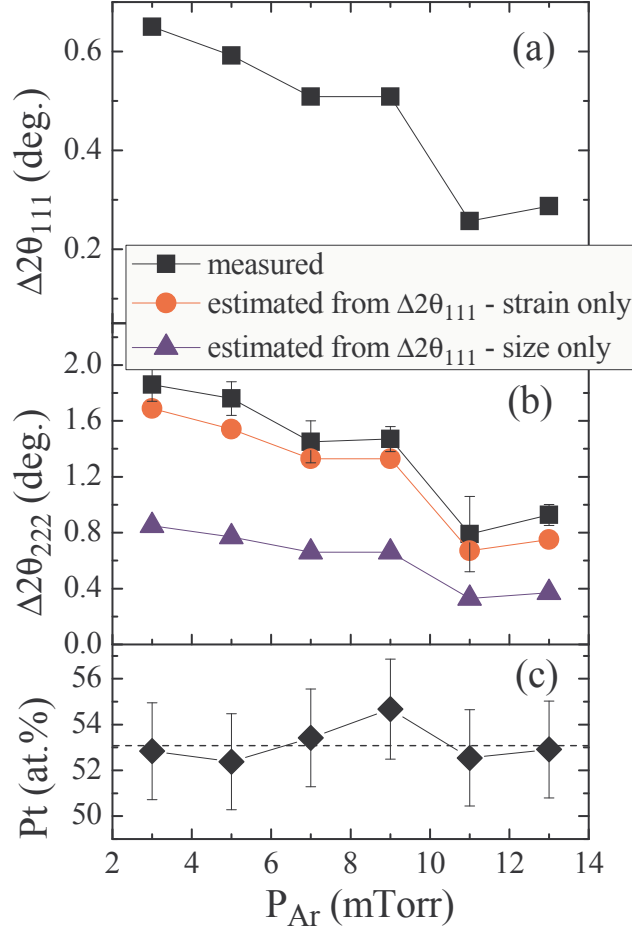 (a)
0.6
0.4
0.2
Δ2θ111 (deg.)
measured
estimated from Δ2θ111 - strain only
estimated from Δ2θ111 - size only
(b)
2.0
1.6
1.2
0.8
0.4
0.0
Δ2θ222 (deg.)
(c)
56
54
52
50
Pt (at.%)
2 4 6 8 10 12 14
PAr (mTorr)